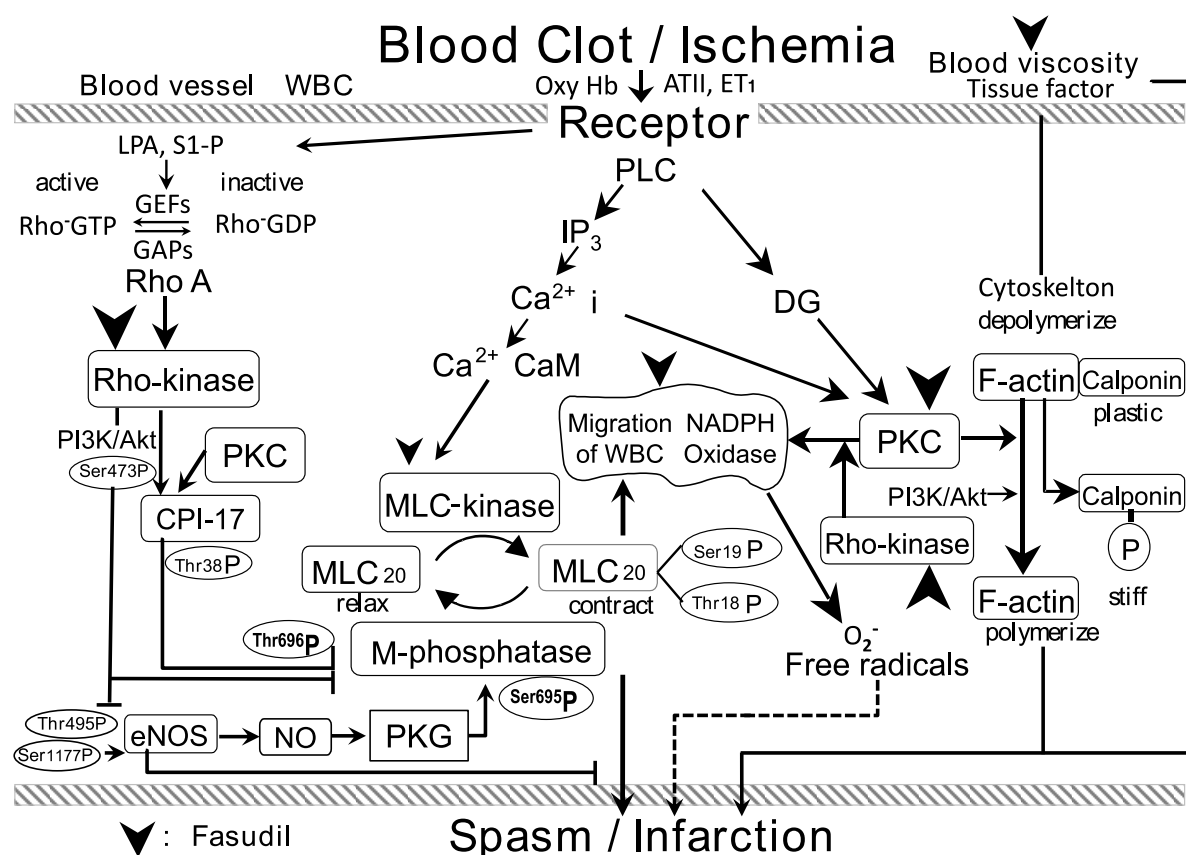 Blood Clot / Ischemia
Blood vessel WBC
Oxy Hb
ATII, ET1
Blood viscosity
Tissue factor
Receptor
LPA, S1-P
PLC
active
inactive
GEFs
Rho-GTP
Rho-GDP
GAPs
Rho A
IP3
Ca2+ i
DG
Cytoskelton
depolymerize
Ca2+ CaM
Rho-kinase
F-actin
Calponin
plastic
Migration
of WBC
NADPH
Oxidase
PKC
PI3K/Akt
Ser473P
PKC
MLC-kinase
PI3K/Akt
Calponin
P
stiff
CPI-17
Thr38 P
MLC20
relax
MLC20
contract
Ser19 P
Thr18 P
Rho-kinase
F-actin
polymerize
Thr696P
M-phosphatase
Ser695P
O2-
Free radicals
Thr495P
Ser1177P
eNOS
NO
PKG
Spasm / Infarction
: Fasudil